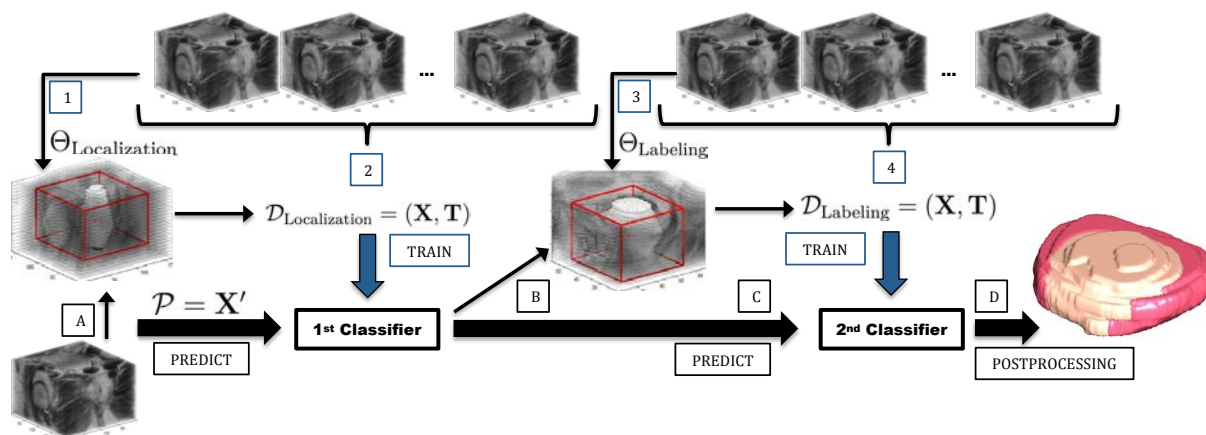 ...
...
1
3
Θ_Localization
Θ_Labeling
2
4
D_Localization = (X, T)
D_Labeling = (X, T)
TRAIN
TRAIN
A
P = X′
B
C
D
1st Classifier
2nd Classifier
PREDICT
PREDICT
POSTPROCESSING